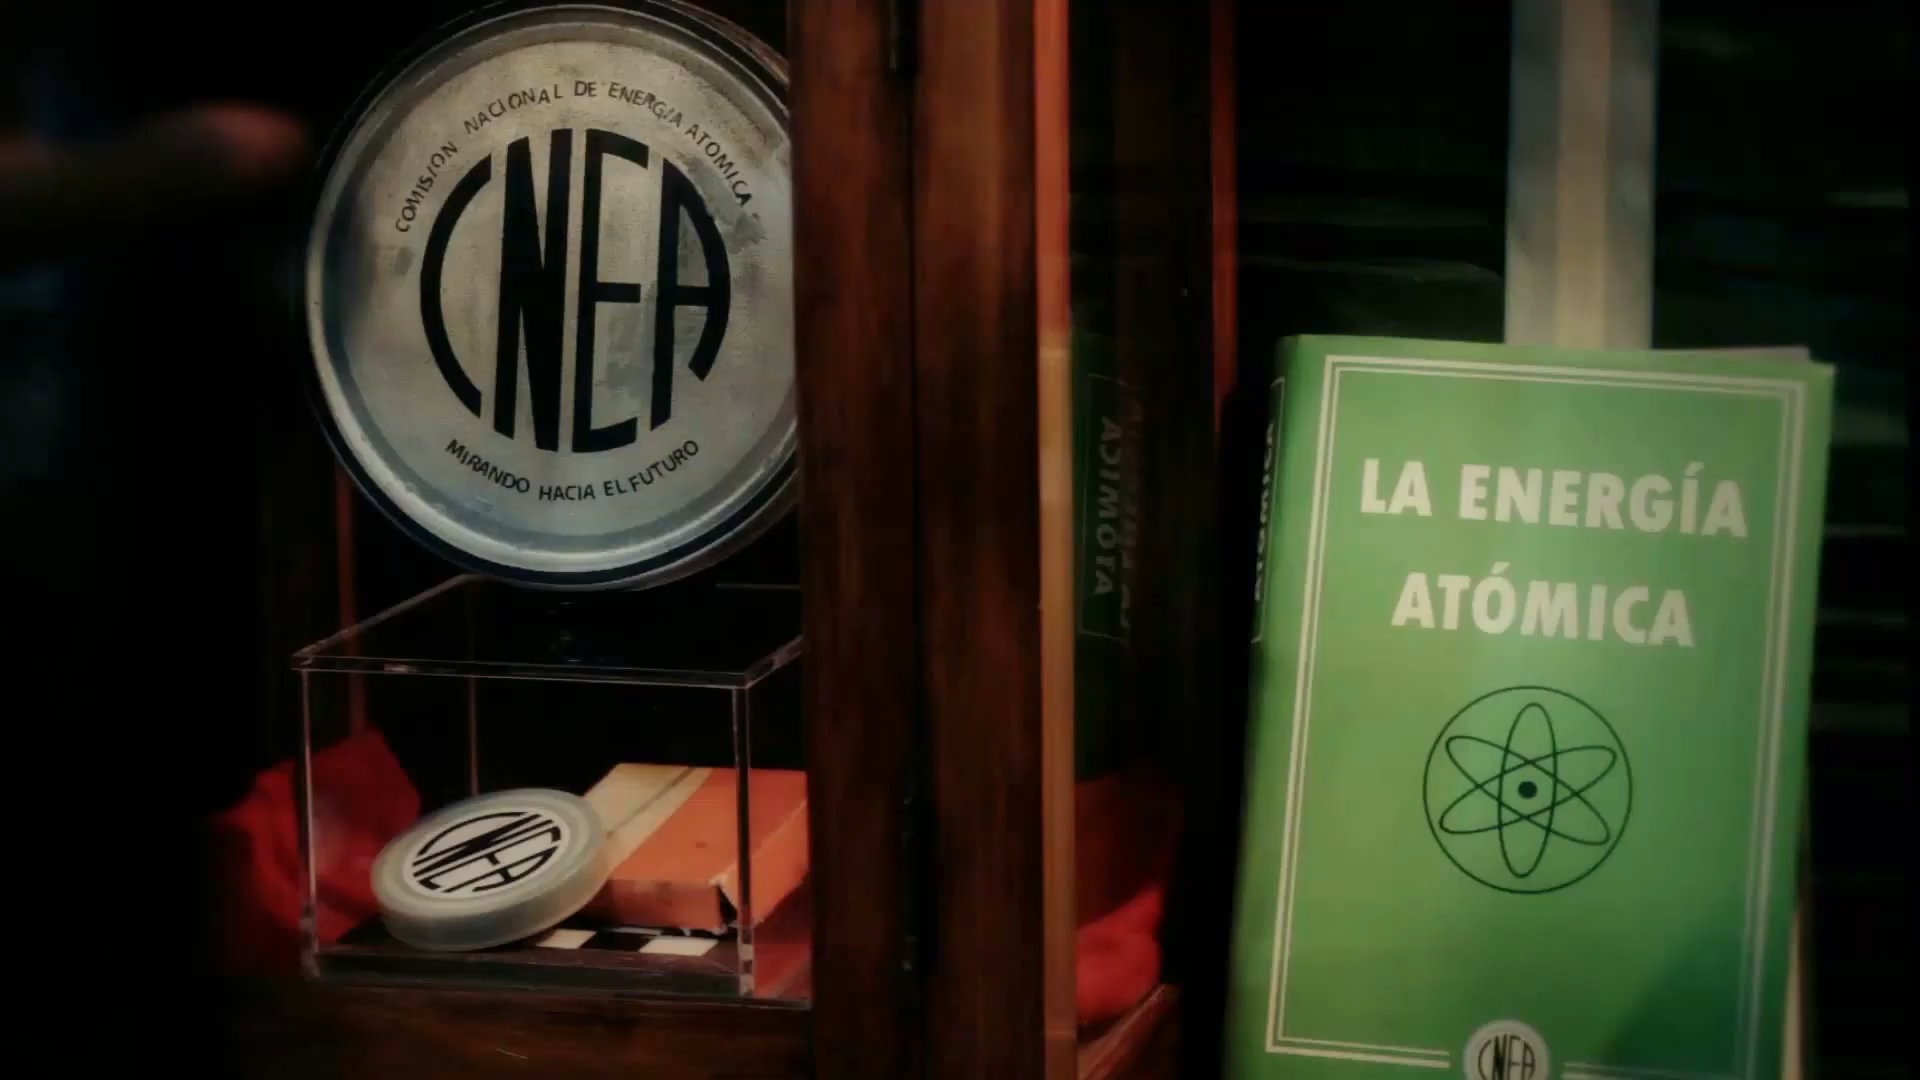 COMISION NACIONAL DE ENERGIA ATOMICA
CNEA
MIRANDO HACIA EL FUTURO
CNEA
LA ENERGÍA
ATÓMICA
CNEA